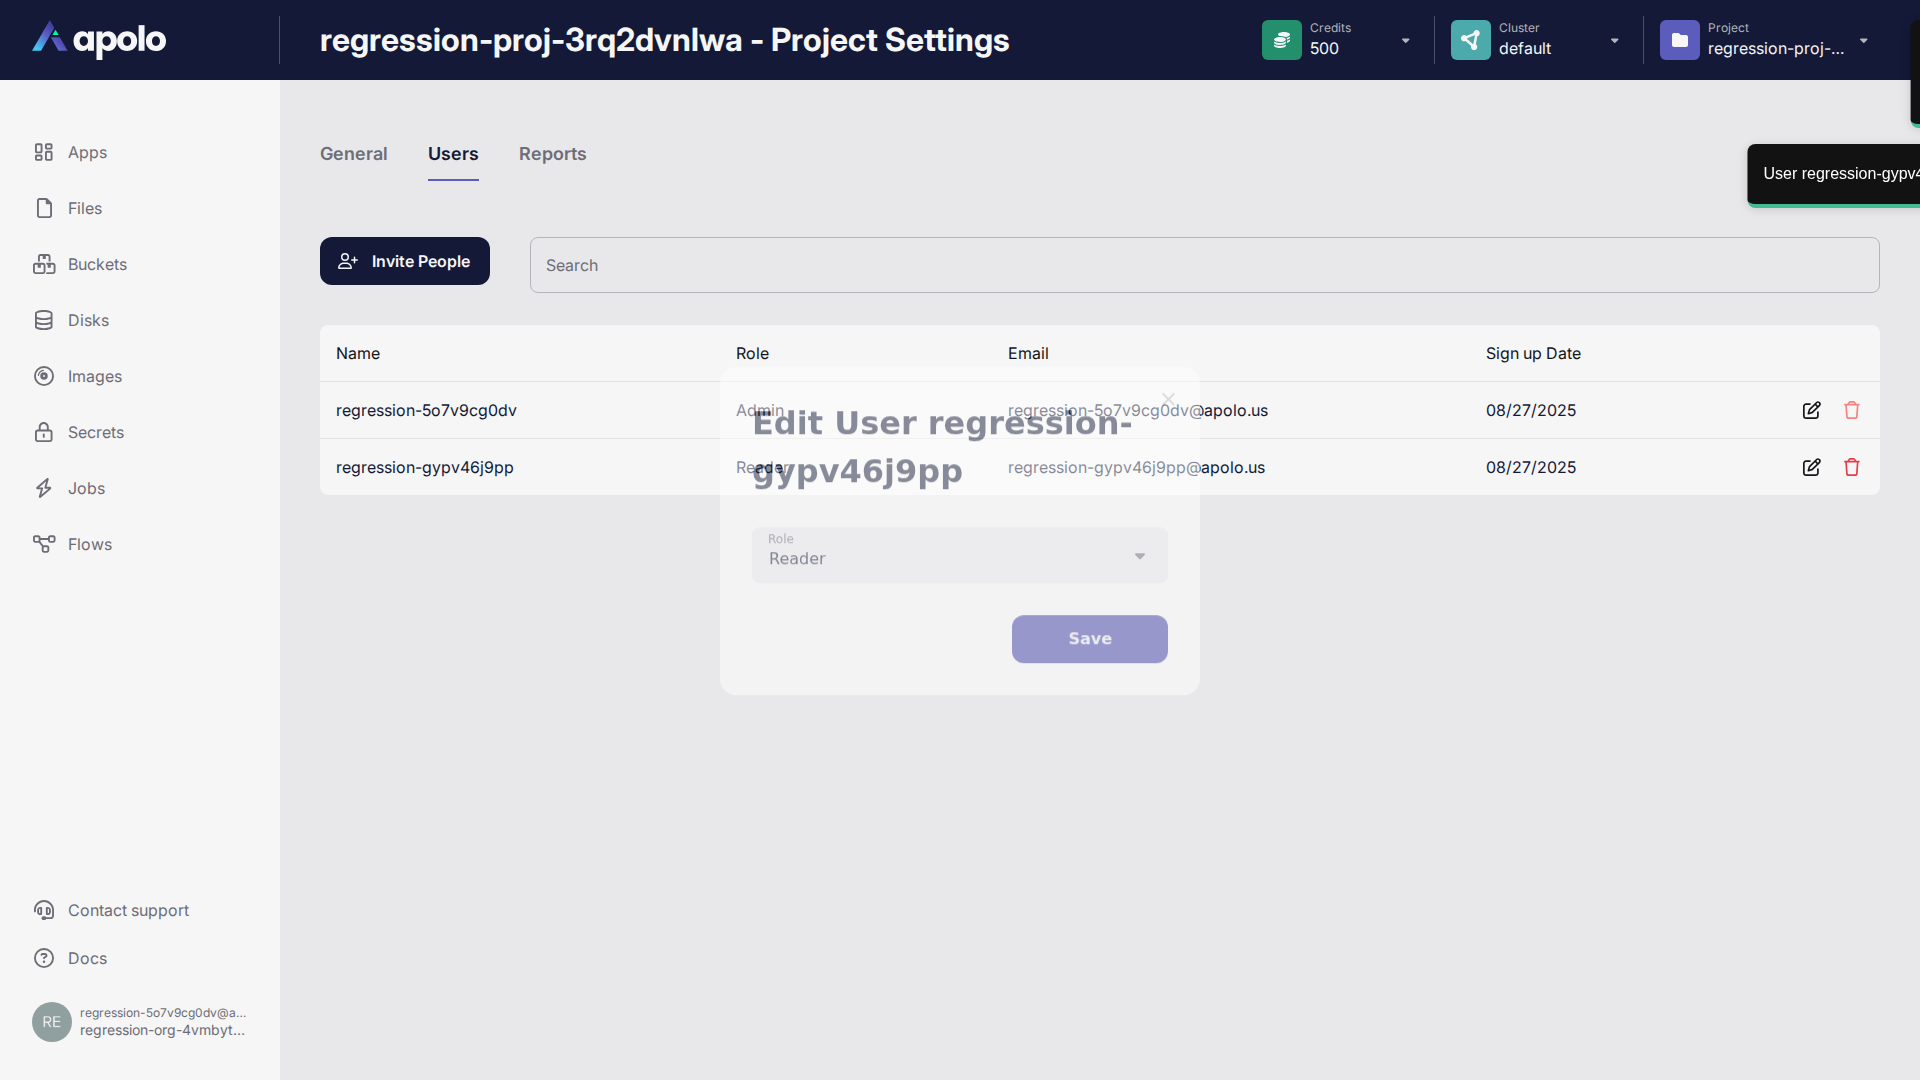 apolo
regression-proj-3rq2dvnlwa - Project Settings
Credits
500
Cluster
default
Project
regression-proj-...
Apps
Files
Buckets
Disks
Images
Secrets
Jobs
Flows
Contact support
Docs
RE
regression-5o7v9cg0dv@a...
regression-org-4vmbyt...
General
Users
Reports
User regression-gypv4
Invite People
Search
Name
Role
Email
Sign up Date
regression-5o7v9cg0dv
Admin
regression-5o7v9cg0dv@apolo.us
08/27/2025
regression-gypv46j9pp
Reader
regression-gypv46j9pp@apolo.us
08/27/2025
Edit User regression-
gypv46j9pp
Role
Reader
Save